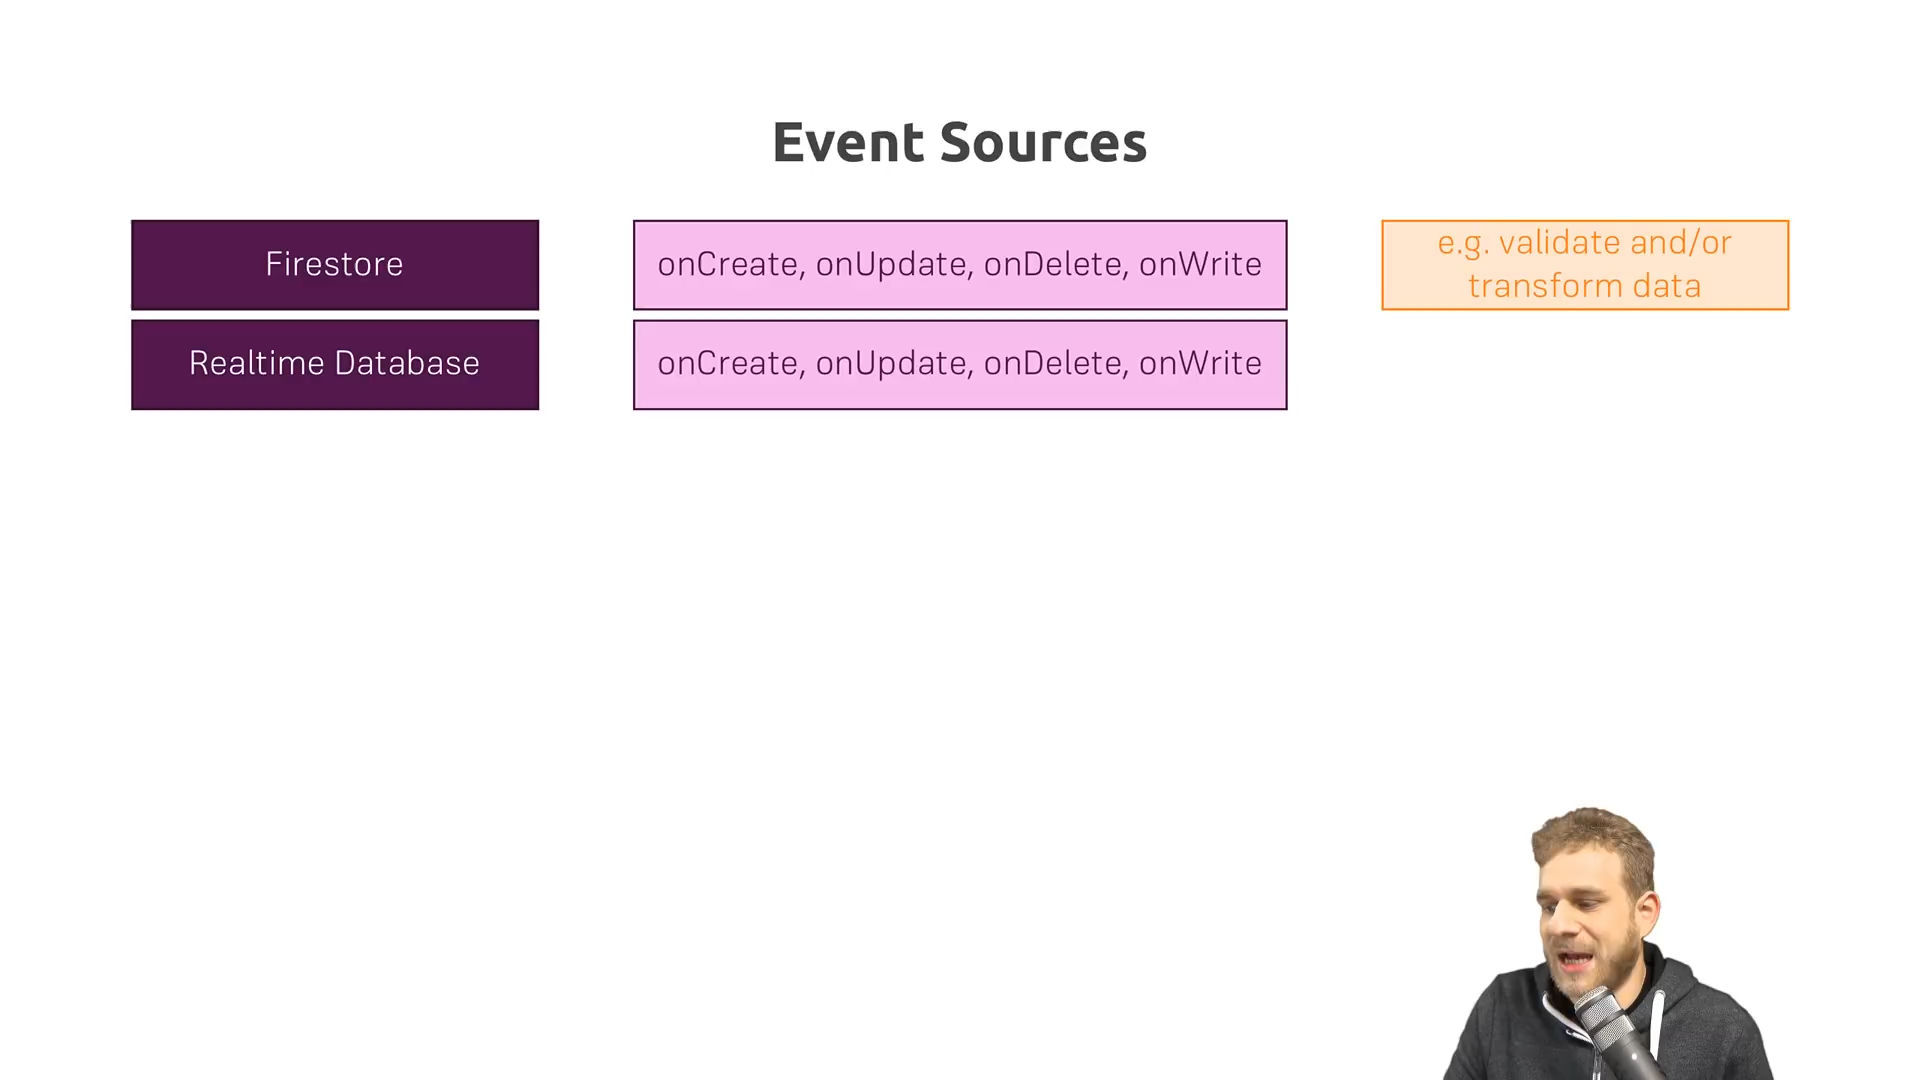 Event Sources
Firestore
onCreate, onUpdate, onDelete, onWrite
e.g. validate and/or
transform data
Realtime Database
onCreate, onUpdate, onDelete, onWrite